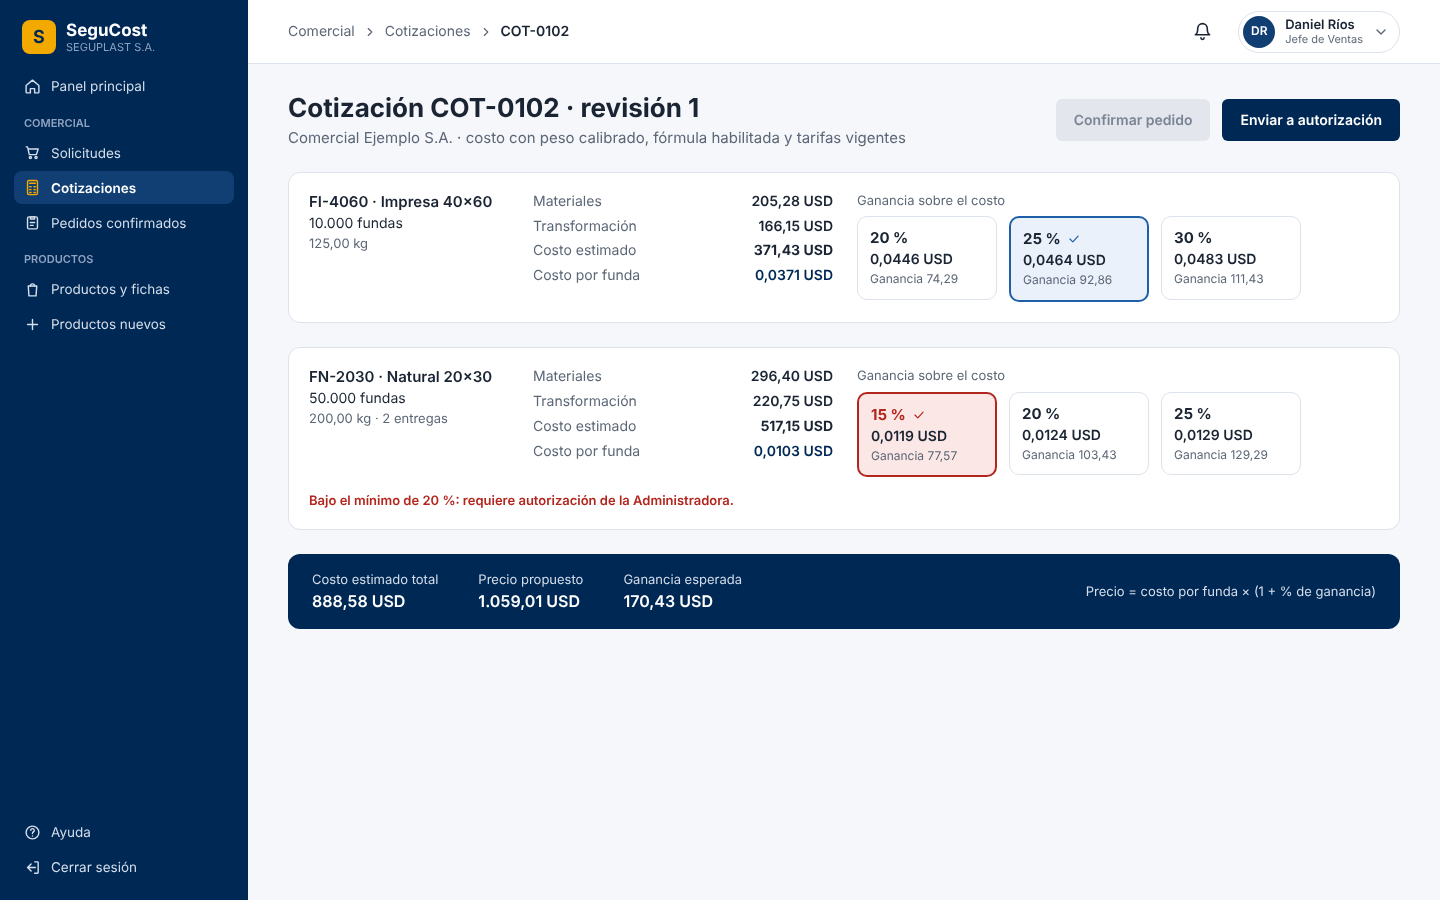 S
SeguCost
SEGUPLAST S.A.
Panel principal
COMERCIAL
Solicitudes
Cotizaciones
Pedidos confirmados
PRODUCTOS
Productos y fichas
Productos nuevos
Ayuda
Cerrar sesión
Comercial > Cotizaciones > COT-0102
DR
Daniel Ríos
Jefe de Ventas
Cotización COT-0102 · revisión 1
Comercial Ejemplo S.A. · costo con peso calibrado, fórmula habilitada y tarifas vigentes
Confirmar pedido
Enviar a autorización
FI-4060 · Impresa 40×60
10.000 fundas
125,00 kg
Materiales 205,28 USD
Transformación 166,15 USD
Costo estimado 371,43 USD
Costo por funda 0,0371 USD
Ganancia sobre el costo
20 %
0,0446 USD
Ganancia 74,29
25 % ✓
0,0464 USD
Ganancia 92,86
30 %
0,0483 USD
Ganancia 111,43
FN-2030 · Natural 20×30
50.000 fundas
200,00 kg · 2 entregas
Materiales 296,40 USD
Transformación 220,75 USD
Costo estimado 517,15 USD
Costo por funda 0,0103 USD
Ganancia sobre el costo
15 % ✓
0,0119 USD
Ganancia 77,57
20 %
0,0124 USD
Ganancia 103,43
25 %
0,0129 USD
Ganancia 129,29
Bajo el mínimo de 20 %: requiere autorización de la Administradora.
Costo estimado total
888,58 USD
Precio propuesto
1.059,01 USD
Ganancia esperada
170,43 USD
Precio = costo por funda × (1 + % de ganancia)